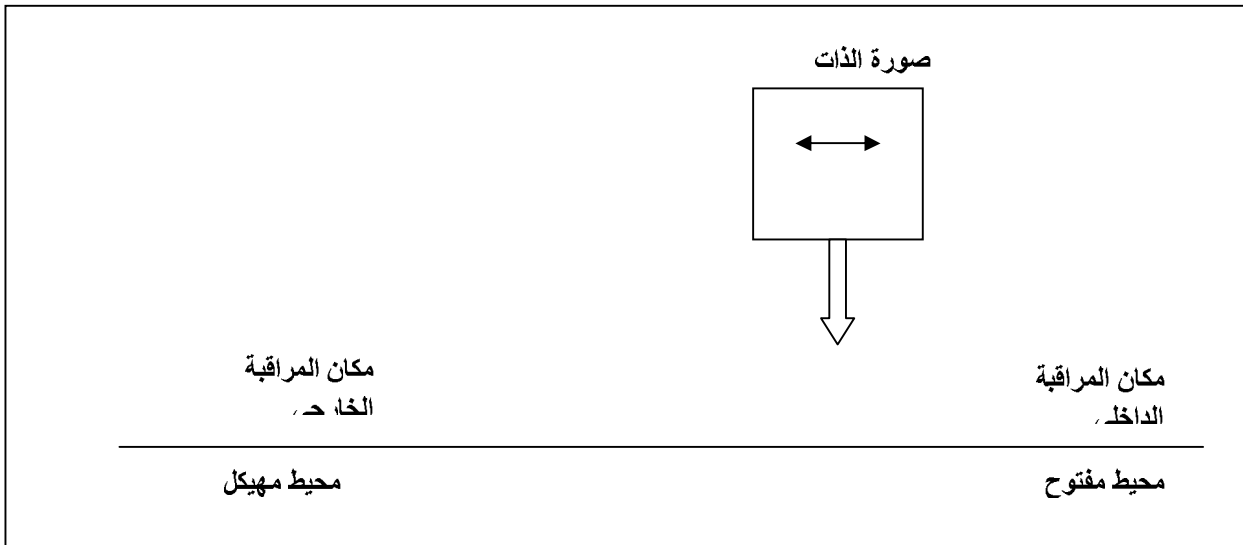 صورة الذات
مكان المراقبة
الداخلي
مكان المراقبة
الخارجي
محيط مفتوح
محيط مهيكل